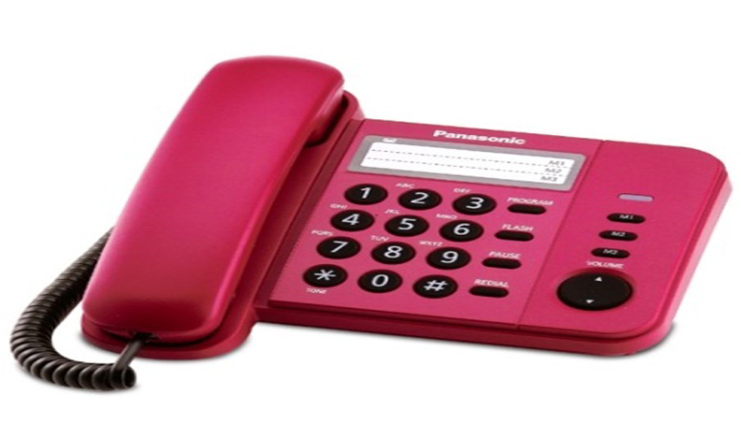 Panasonic
M1
M2
M3
1 ABC 2 DEF 3 PROGRAM
GHI 4 JKL 5 MNO 6 FLASH
PQRS 7 TUV 8 WXYZ 9 PAUSE
* 0 # REDIAL
TONE
M1
M2
M3
VOLUME